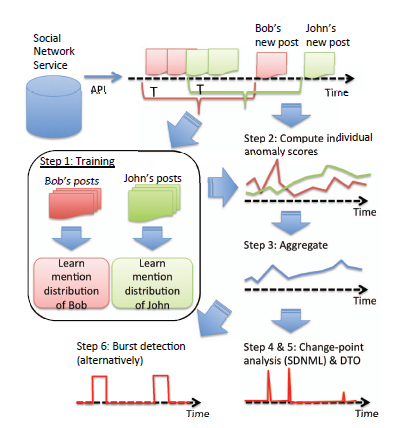 Social
Network
Service
API
Bob's
new post
John's
new post
T
T
Time
Step 1: Training
Bob's posts
John's posts
Learn
mention
distribution
of Bob
Learn
mention
distribution
of John
Step 2: Compute individual
anomaly scores
Time
Step 3: Aggregate
Time
Step 4 & 5: Change-point
analysis (SDNML) & DTO
Time
Step 6: Burst detection
(alternatively)
Time